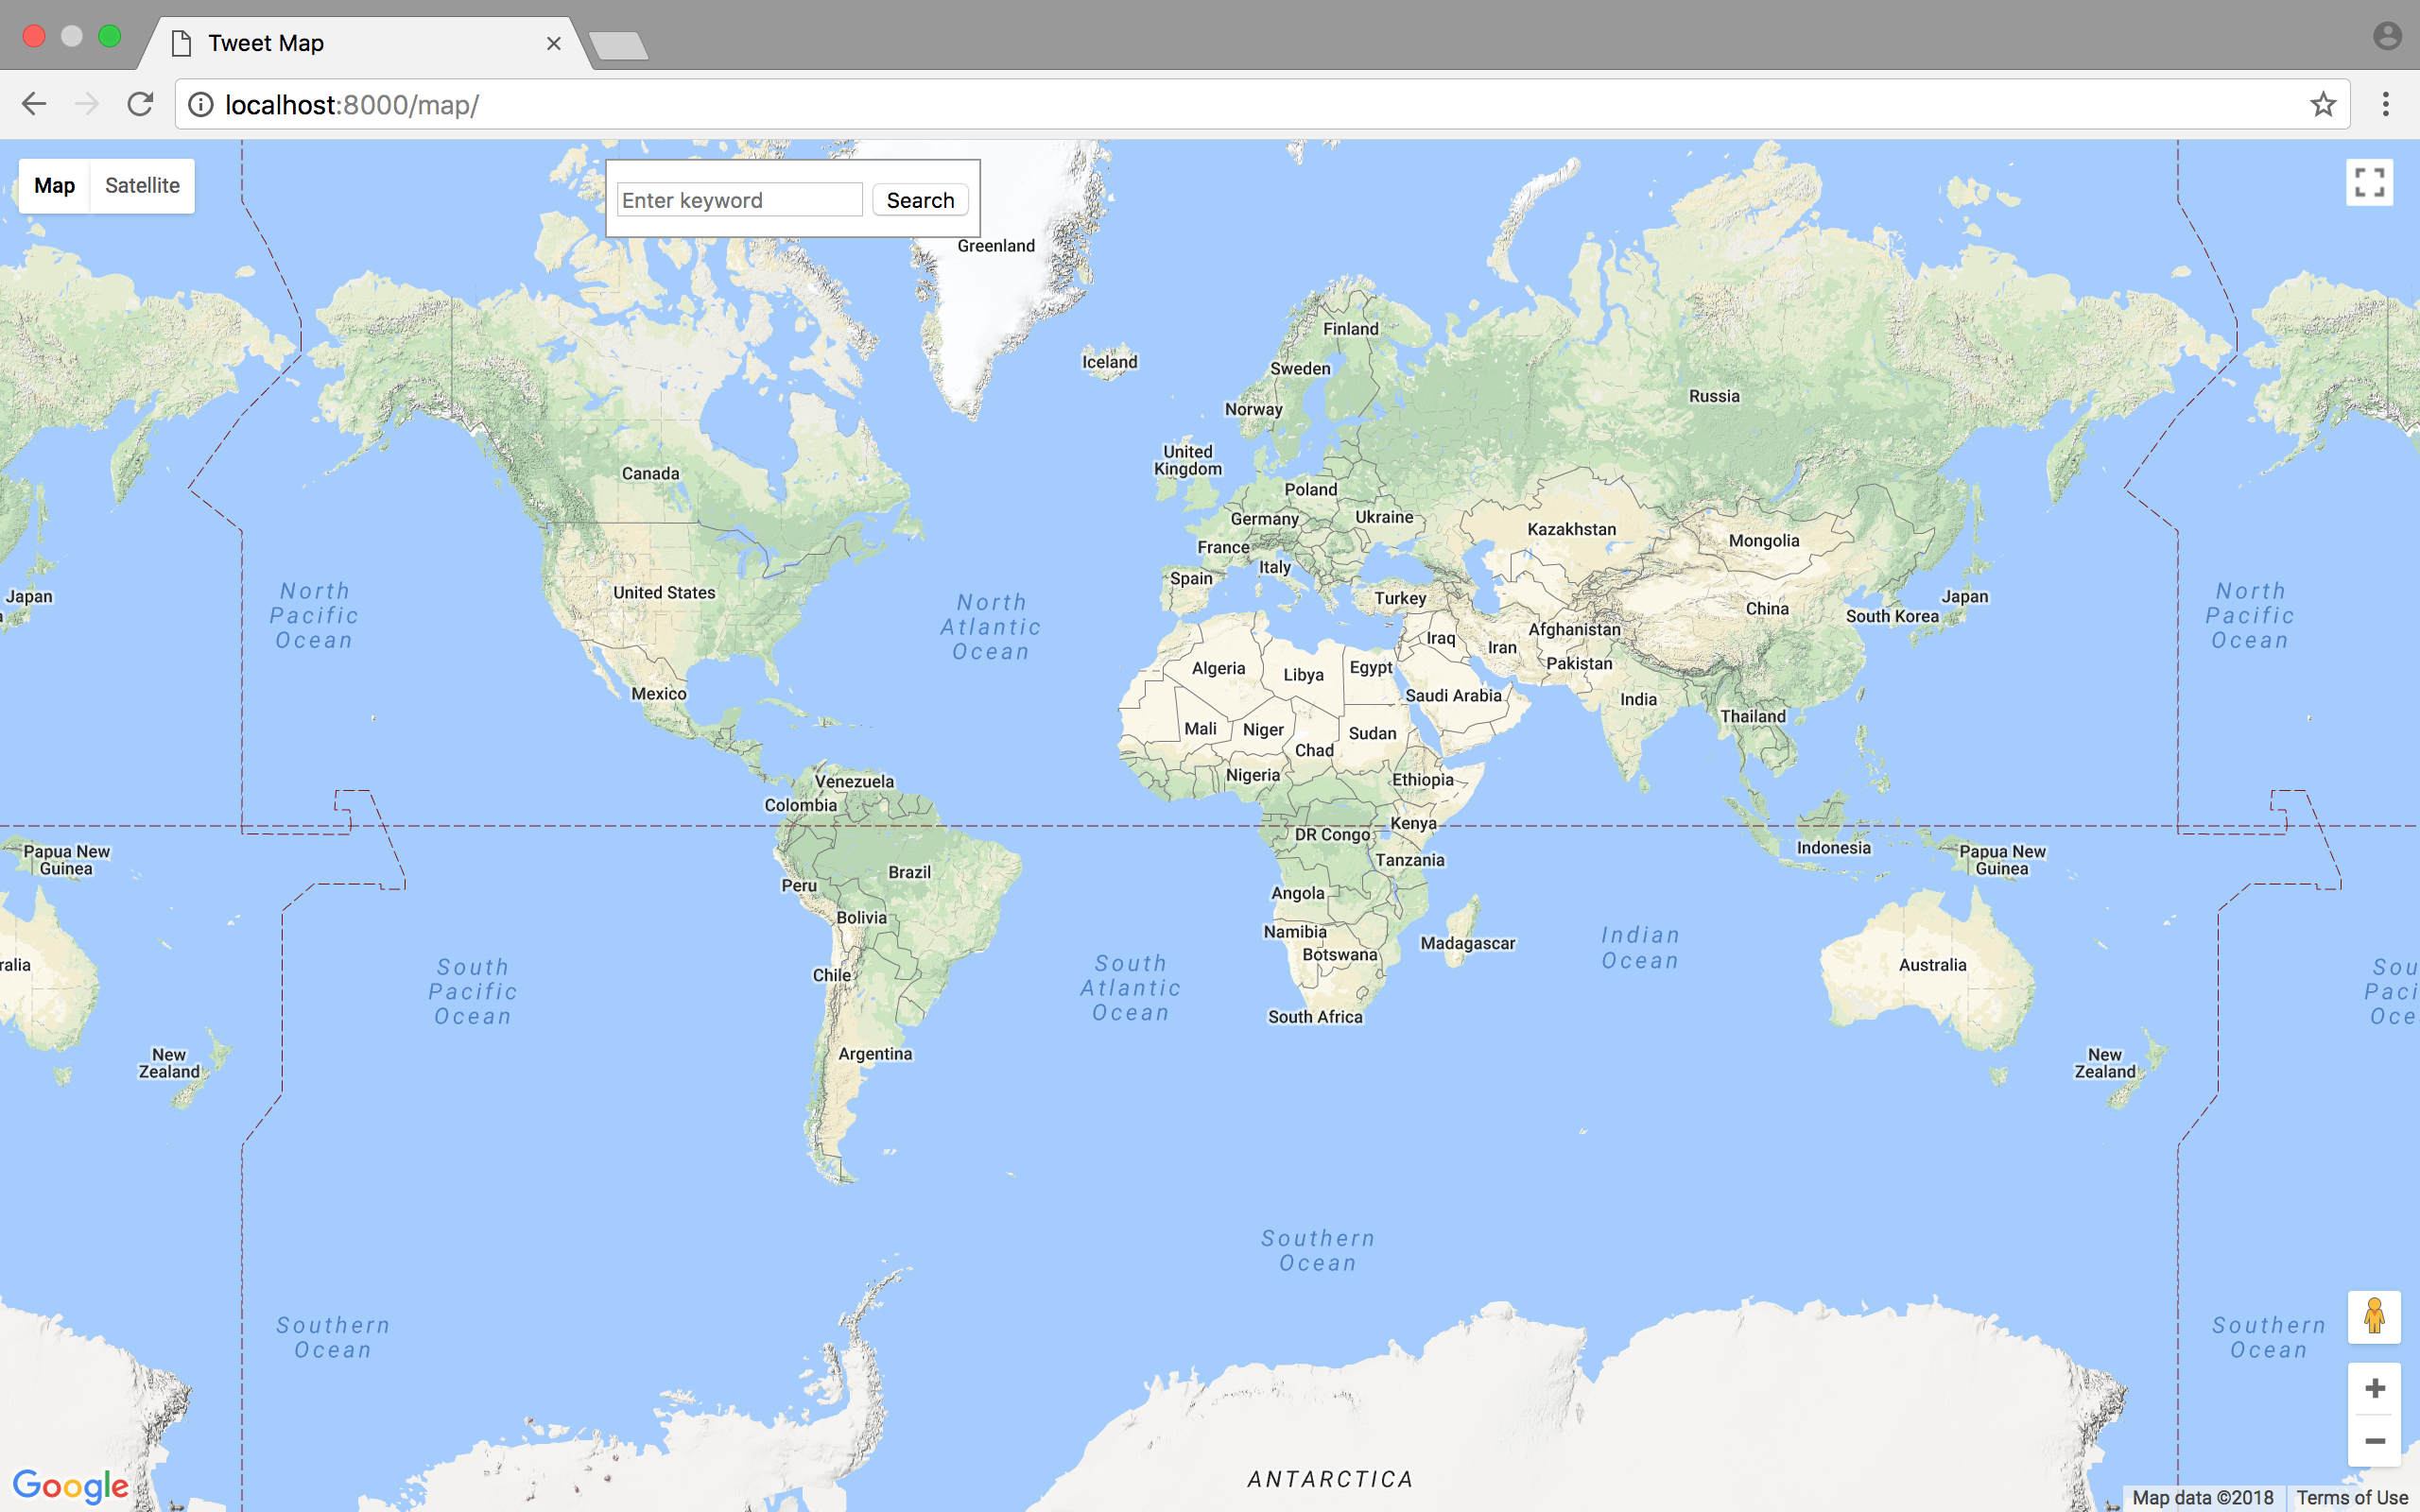 Tweet Map
localhost:8000/map/
Map Satellite
Enter keyword Search
Greenland
Iceland
Finland
Sweden
Norway
Russia
United
Kingdom
Canada
Poland
Germany
Ukraine
Kazakhstan
France
Mongolia
Italy
Spain
United States
Turkey
Japan
Japan
China
South Korea
North
Pacific
Ocean
North
Atlantic
Ocean
North
Pacific
Ocean
Afghanistan
Iraq
Iran
Pakistan
Algeria
Libya
Egypt
Saudi Arabia
India
Mexico
Thailand
Mali
Niger
Sudan
Chad
Nigeria
Ethiopia
Venezuela
Colombia
Kenya
DR Congo
Tanzania
Indonesia
Papua New
Guinea
Papua New
Guinea
Brazil
Peru
Angola
Bolivia
Namibia
Botswana
Madagascar
Indian
Ocean
ralia
Australia
Chile
South
Pacific
Ocean
South
Atlantic
Ocean
Sou
Paci
Oce
South Africa
Argentina
New
Zealand
New
Zealand
Southern
Ocean
Southern
Ocean
Southern
Ocean
ANTARCTICA
Google
Map data ©2018 Terms of Use